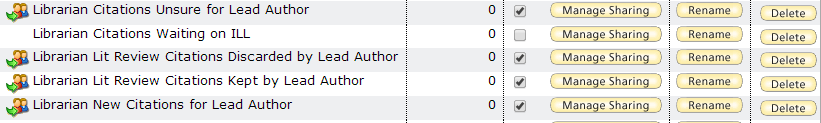 Librarian Citations Unsure for Lead Author 0 Manage Sharing Rename Delete
Librarian Citations Waiting on ILL 0 Manage Sharing Rename Delete
Librarian Lit Review Citations Discarded by Lead Author 0 Manage Sharing Rename Delete
Librarian Lit Review Citations Kept by Lead Author 0 Manage Sharing Rename Delete
Librarian New Citations for Lead Author 0 Manage Sharing Rename Delete